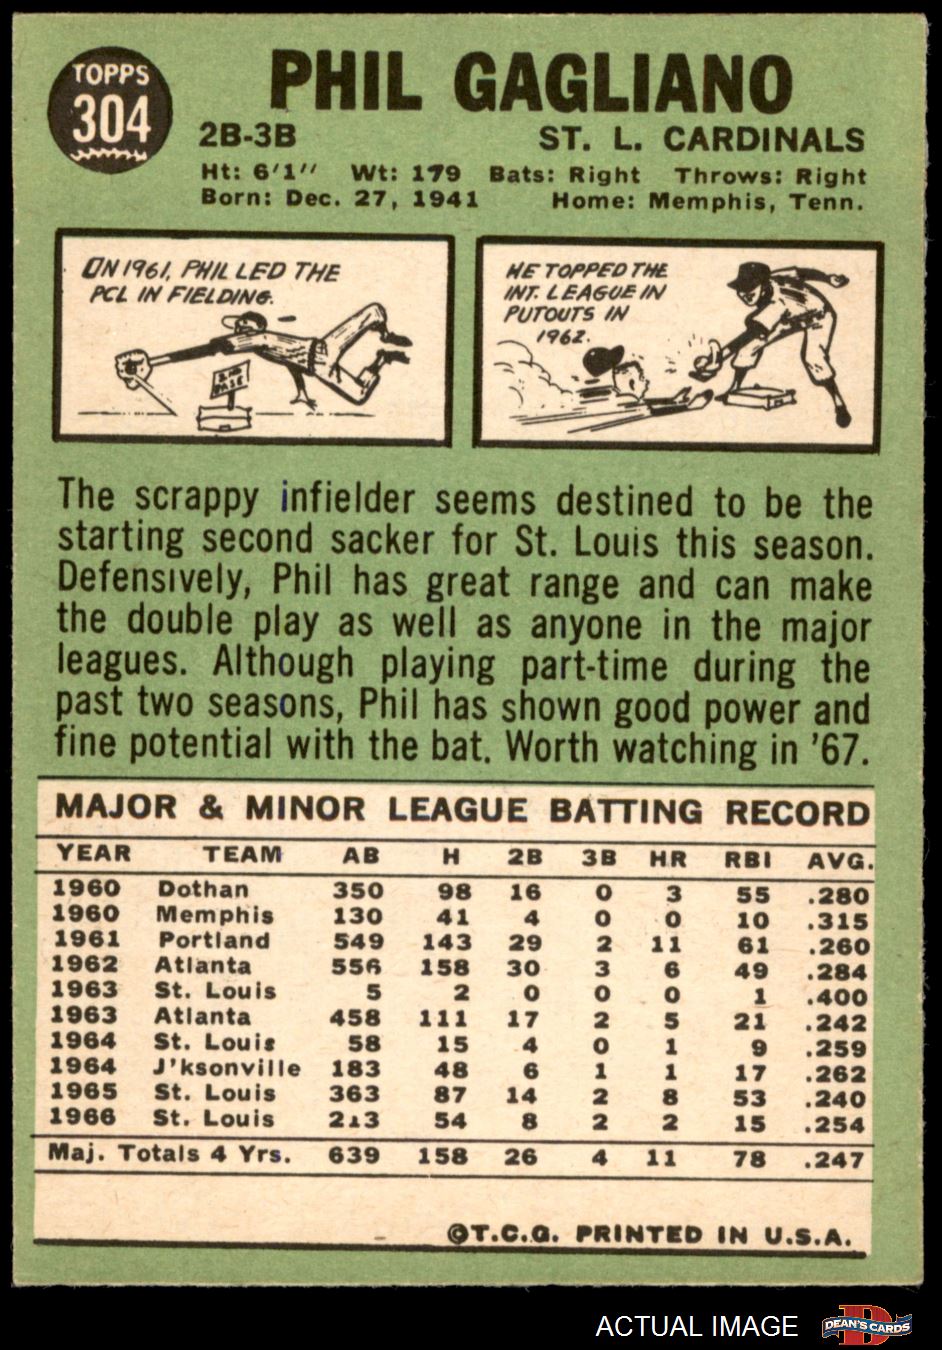 TOPPS
304
PHIL GAGLIANO
2B-3B ST. L. CARDINALS
Ht: 6'1" Wt: 179 Bats: Right Throws: Right
Born: Dec. 27, 1941 Home: Memphis, Tenn.
ON 1961, PHIL LED THE
PCL IN FIELDING.
2ND
BASE
HE TOPPED THE
INT. LEAGUE IN
PUTOUTS IN
1962.
The scrappy infielder seems destined to be the
starting second sacker for St. Louis this season.
Defensively, Phil has great range and can make
the double play as well as anyone in the major
leagues. Although playing part-time during the
past two seasons, Phil has shown good power and
fine potential with the bat. Worth watching in '67.
MAJOR & MINOR LEAGUE BATTING RECORD
YEAR TEAM AB H 2B 3B HR RBI AVG.
1960 Dothan 350 98 16 0 3 55 .280
1960 Memphis 130 41 4 0 0 10 .315
1961 Portland 549 143 29 2 11 61 .260
1962 Atlanta 556 158 30 3 6 49 .284
1963 St. Louis 5 2 0 0 0 1 .400
1963 Atlanta 458 111 17 2 5 21 .242
1964 St. Louis 58 15 4 0 1 9 .259
1964 J'ksonville 183 48 6 1 1 17 .262
1965 St. Louis 363 87 14 2 8 53 .240
1966 St. Louis 213 54 8 2 2 15 .254
Maj. Totals 4 Yrs. 639 158 26 4 11 78 .247
©T.C.G. PRINTED IN U.S.A.
ACTUAL IMAGE
D
DEAN'S CARDS